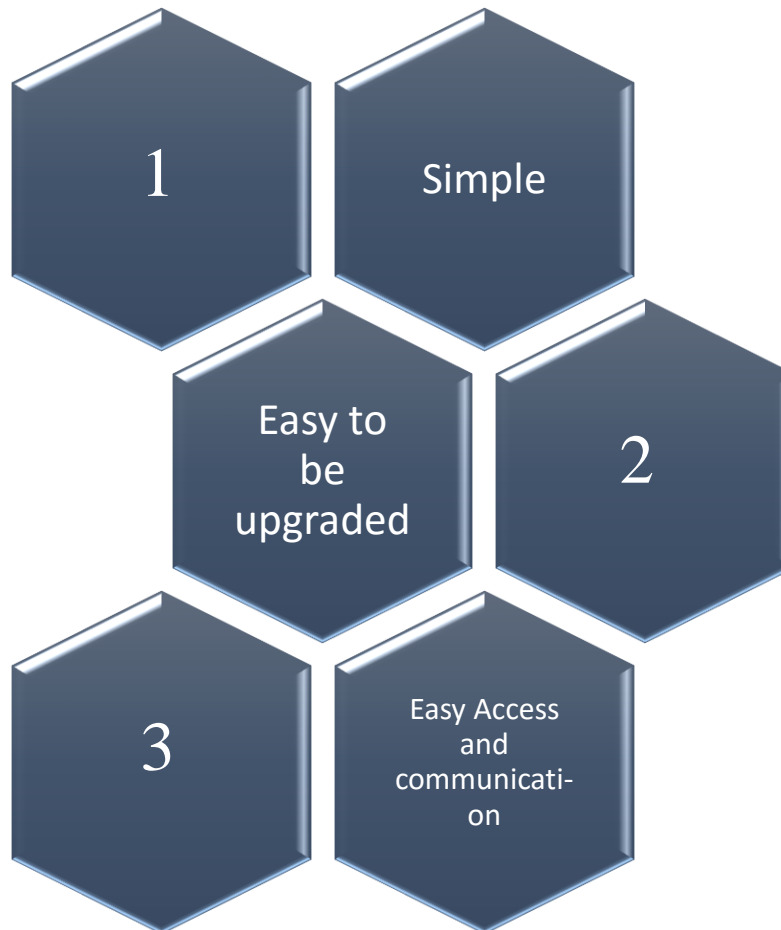 1
Simple
Easy to
be
upgraded
2
3
Easy Access
and
communicati-
on